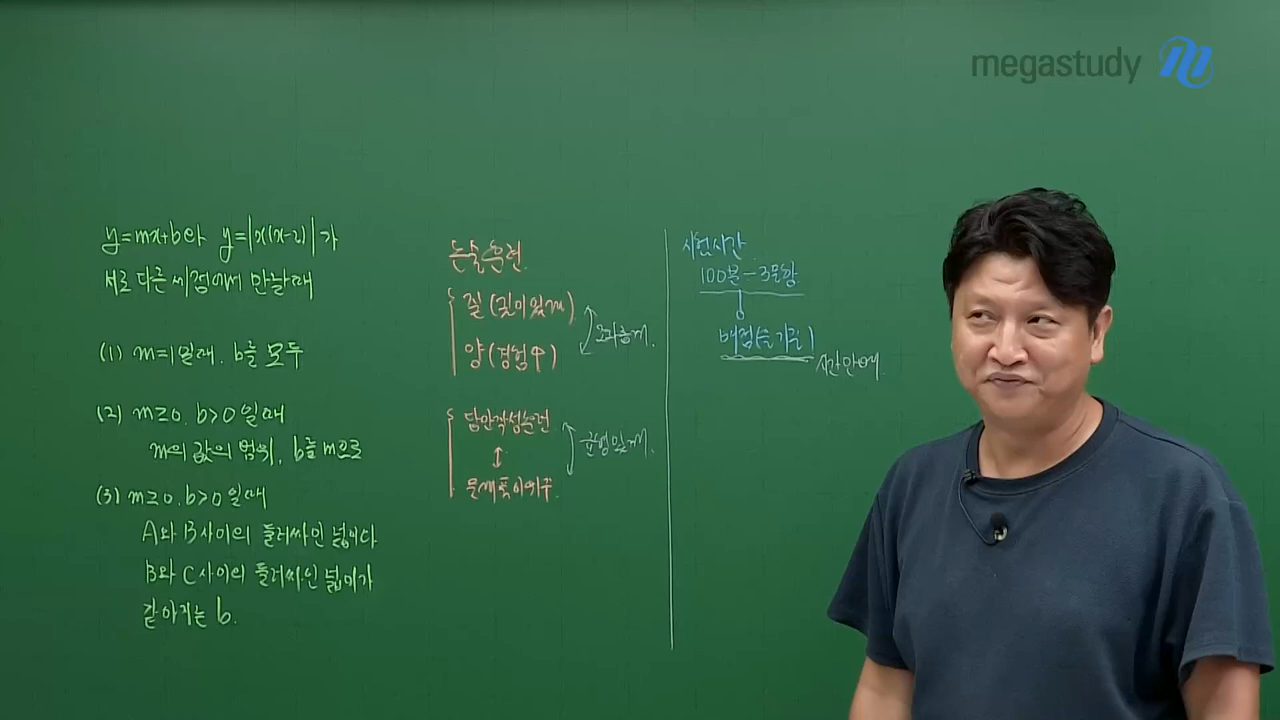 megastudy
y=mx+b와 y=|x(x-2)|가
서로 다른 세점에서 만날때
(1) m=1일때, b를 모두
(2) m≥0, b>0일때
m의 값의 범위, b를 m으로
(3) m≥0, b>0일때
A와 B사이의 둘러싸인 넓이와
B와 C사이의 둘러싸인 넓이가
같아지는 b.
논술훈련
질 (깊이있게)
양 (경험↑)
조화롭게.
답안작성훈련
↕
문제풀이위주
균형있게.
시험시간
100분-3문항
배점(논가들)
시간안배